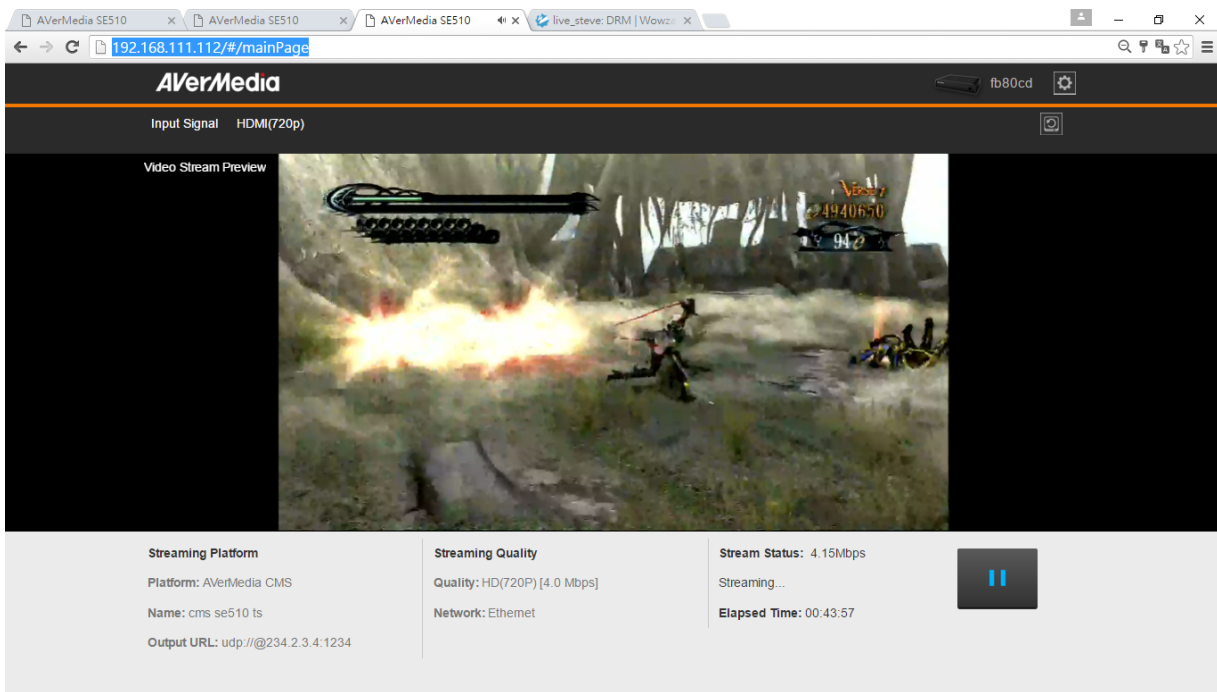 AVerMedia SE510
AVerMedia SE510
AVerMedia SE510
live_steve: DRM | Wowza
192.168.111.112/#/mainPage
AVerMedia
fb80cd
Input Signal HDMI(720p)
Video Stream Preview
VERSE 7
4940650
94
Streaming Platform
Platform: AVerMedia CMS
Name: cms se510 ts
Output URL: udp://@234.2.3.4:1234
Streaming Quality
Quality: HD(720P) [4.0 Mbps]
Network: Ethernet
Stream Status: 4.15Mbps
Streaming...
Elapsed Time: 00:43:57